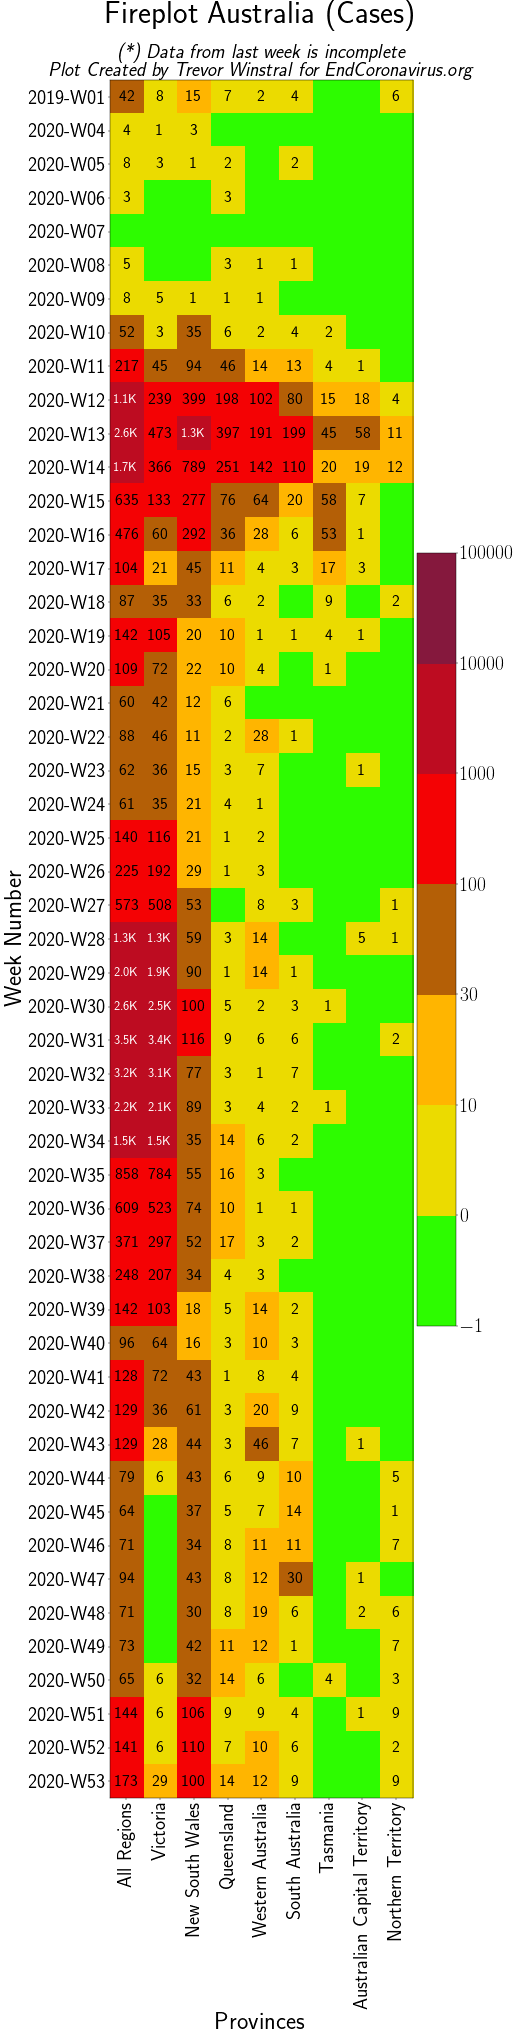 Fireplot Australia (Cases)
(*) Data from last week is incomplete
Plot Created by Trevor Winstral for EndCoronavirus.org
2019-W01 42 8 15 7 2 4 6
2020-W04 4 1 3
2020-W05 8 3 1 2 2
2020-W06 3 3
2020-W07
2020-W08 5 3 1 1
2020-W09 8 5 1 1 1
2020-W10 52 3 35 6 2 4 2
2020-W11 217 45 94 46 14 13 4 1
2020-W12 1.1K 239 399 198 102 80 15 18 4
2020-W13 2.6K 473 1.3K 397 191 199 45 58 11
2020-W14 1.7K 366 789 251 142 110 20 19 12
2020-W15 635 133 277 76 64 20 58 7
2020-W16 476 60 292 36 28 6 53 1
2020-W17 104 21 45 11 4 3 17 3
2020-W18 87 35 33 6 2 9 2
2020-W19 142 105 20 10 1 1 4 1
2020-W20 109 72 22 10 4 1
2020-W21 60 42 12 6
2020-W22 88 46 11 2 28 1
2020-W23 62 36 15 3 7 1
2020-W24 61 35 21 4 1
2020-W25 140 116 21 1 2
2020-W26 225 192 29 1 3
2020-W27 573 508 53 8 3 1
2020-W28 1.3K 1.3K 59 3 14 5 1
2020-W29 2.0K 1.9K 90 1 14 1
2020-W30 2.6K 2.5K 100 5 2 3 1
2020-W31 3.5K 3.4K 116 9 6 6 2
2020-W32 3.2K 3.1K 77 3 1 7
2020-W33 2.2K 2.1K 89 3 4 2 1
2020-W34 1.5K 1.5K 35 14 6 2
2020-W35 858 784 55 16 3
2020-W36 609 523 74 10 1 1
2020-W37 371 297 52 17 3 2
2020-W38 248 207 34 4 3
2020-W39 142 103 18 5 14 2
2020-W40 96 64 16 3 10 3
2020-W41 128 72 43 1 8 4
2020-W42 129 36 61 3 20 9
2020-W43 129 28 44 3 46 7 1
2020-W44 79 6 43 6 9 10 5
2020-W45 64 37 5 7 14 1
2020-W46 71 34 8 11 11 7
2020-W47 94 43 8 12 30 1
2020-W48 71 30 8 19 6 2 6
2020-W49 73 42 11 12 1 7
2020-W50 65 6 32 14 6 4 3
2020-W51 144 6 106 9 9 4 1 9
2020-W52 141 6 110 7 10 6 2
2020-W53 173 29 100 14 12 9 9
Week Number
All Regions
Victoria
New South Wales
Queensland
Western Australia
South Australia
Tasmania
Australian Capital Territory
Northern Territory
Provinces
100000
10000
1000
100
30
10
0
−1